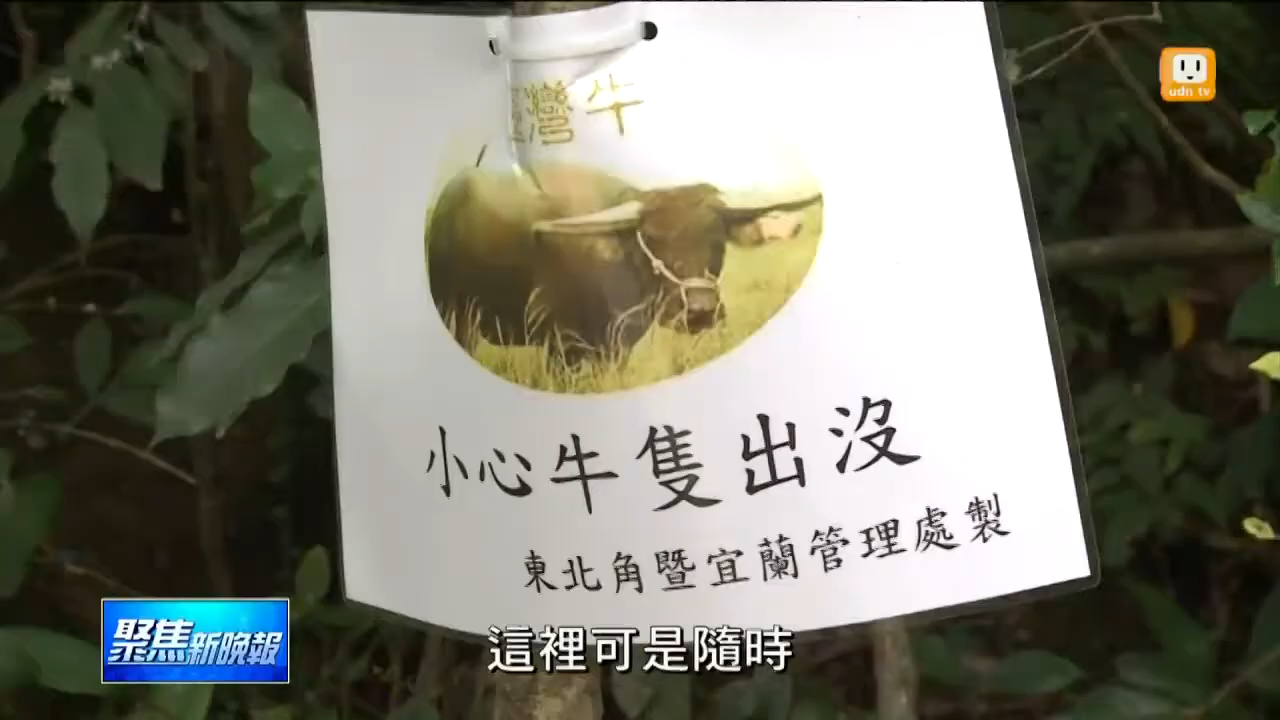 udn tv
灣牛
小心牛隻出沒
東北角暨宜蘭管理處製
聚焦新晚報
這裡可是隨時